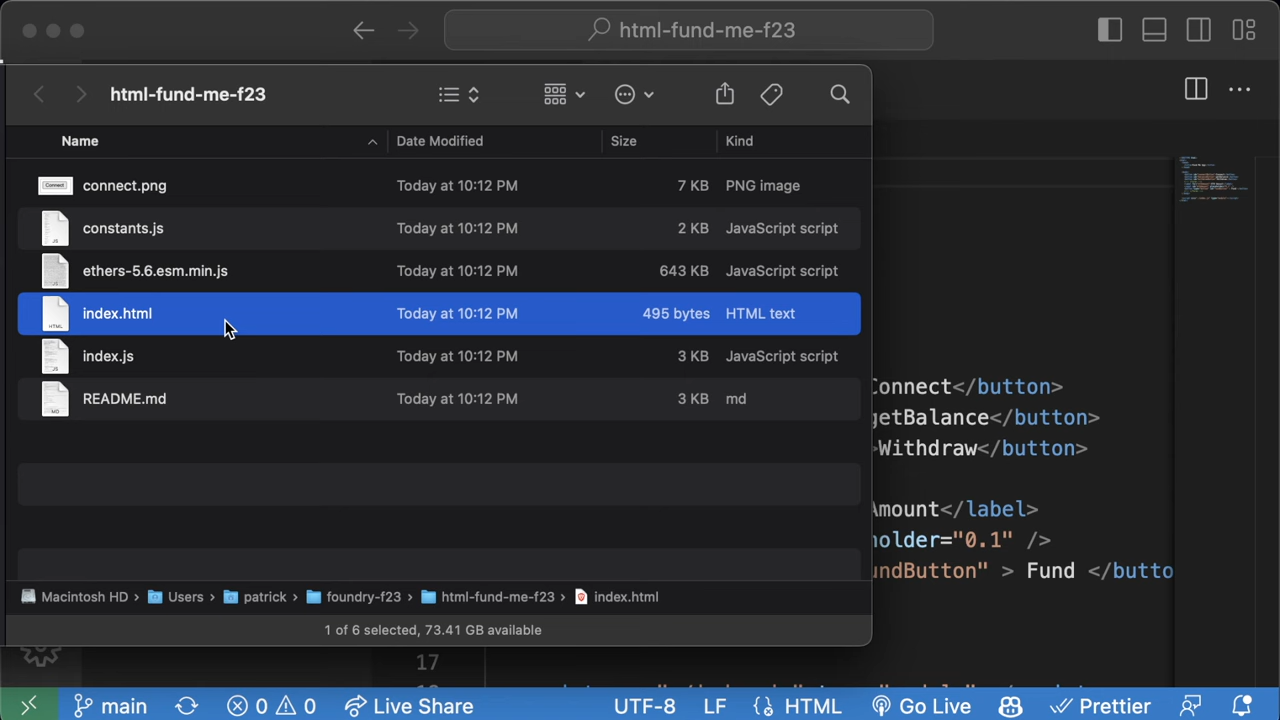 html-fund-me-f23
html-fund-me-f23
Name Date Modified Size Kind
connect.png Today at 10:12 PM 7 KB PNG image
constants.js Today at 10:12 PM 2 KB JavaScript script
ethers-5.6.esm.min.js Today at 10:12 PM 643 KB JavaScript script
index.html Today at 10:12 PM 495 bytes HTML text
index.js Today at 10:12 PM 3 KB JavaScript script
README.md Today at 10:12 PM 3 KB md
Connect</button>
getBalance</button>
>Withdraw</button>
Amount</label>
holder="0.1" />
undButton" > Fund </butto
Macintosh HD › Users › patrick › foundry-f23 › html-fund-me-f23 › index.html
1 of 6 selected, 73.41 GB available
17
main 0 0 Live Share UTF-8 LF HTML Go Live Prettier